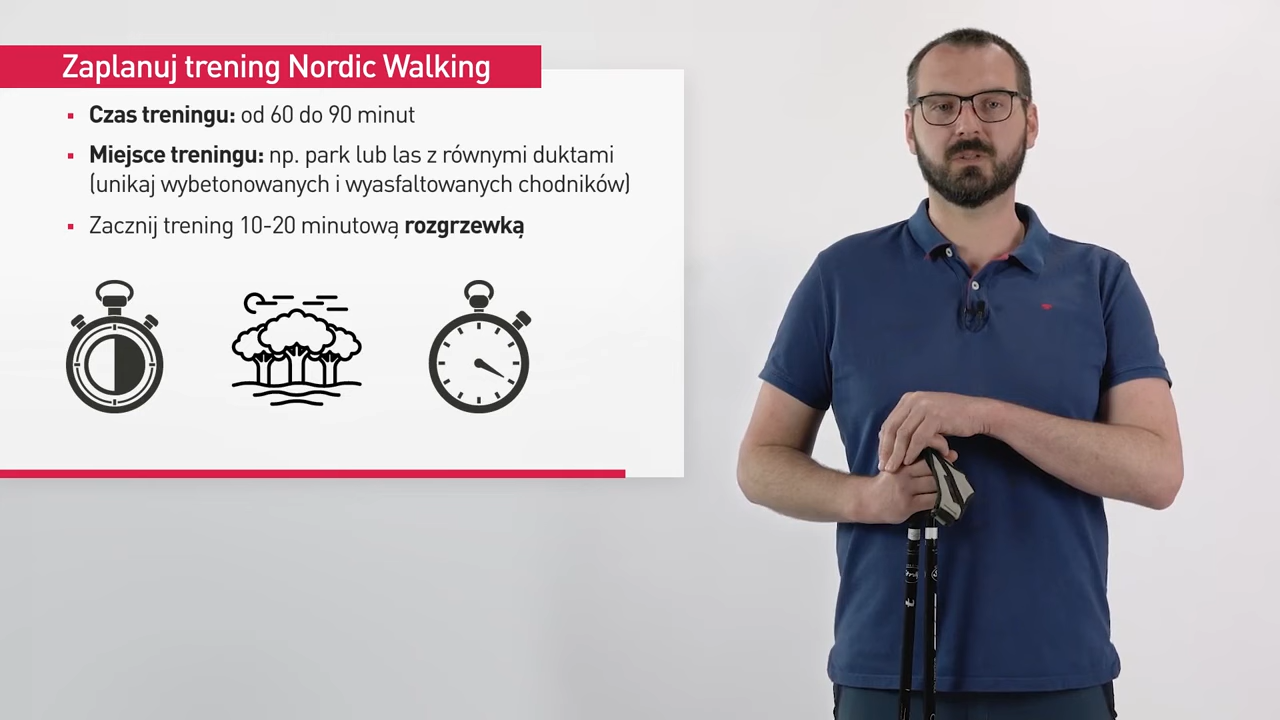 Zaplanuj trening Nordic Walking
Czas treningu: od 60 do 90 minut
Miejsce treningu: np. park lub las z równymi duktami
(unikaj wybetonowanych i wyasfaltowanych chodników)
Zacznij trening 10-20 minutową rozgrzewką